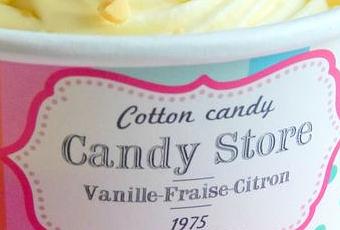 Cotton candy
Candy Store
Vanille-Fraise-Citron
1975